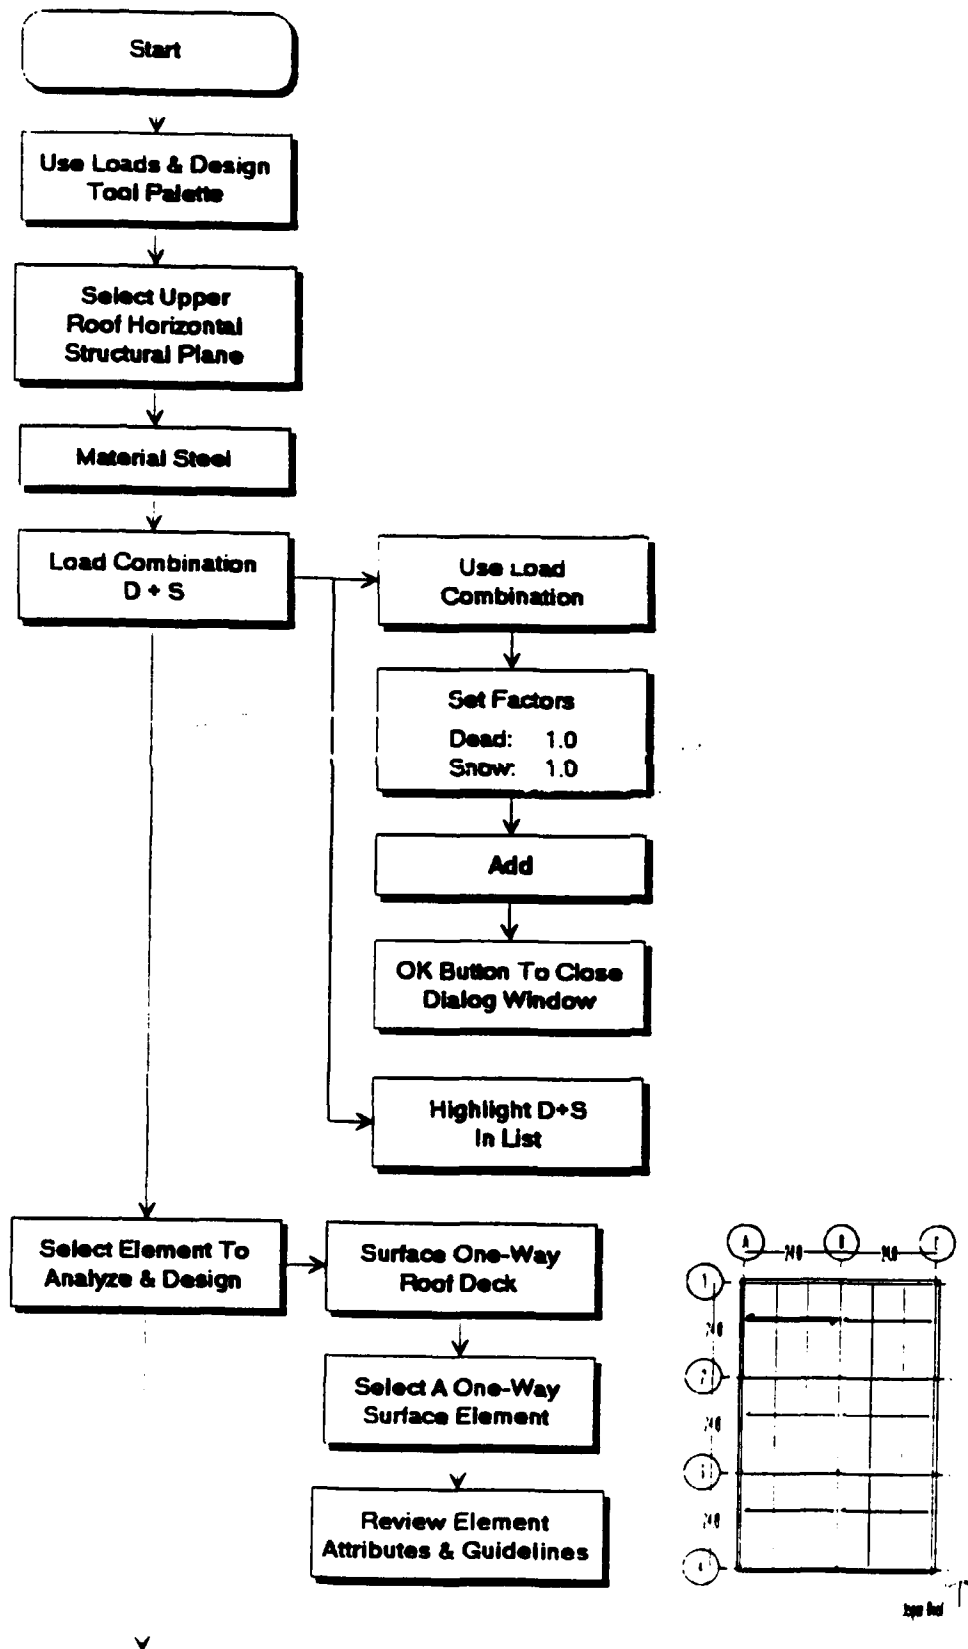 Start
Use Loads & Design
Tool Palette
Select Upper
Roof Horizontal
Structural Plane
Material Steel
Load Combination
D + S
Use Load
Combination
Set Factors
Dead: 1.0
Snow: 1.0
Add
OK Button To Close
Dialog Window
Highlight D+S
In List
Select Element To
Analyze & Design
Surface One-Way
Roof Deck
Select A One-Way
Surface Element
Review Element
Attributes & Guidelines
A
B
1
4